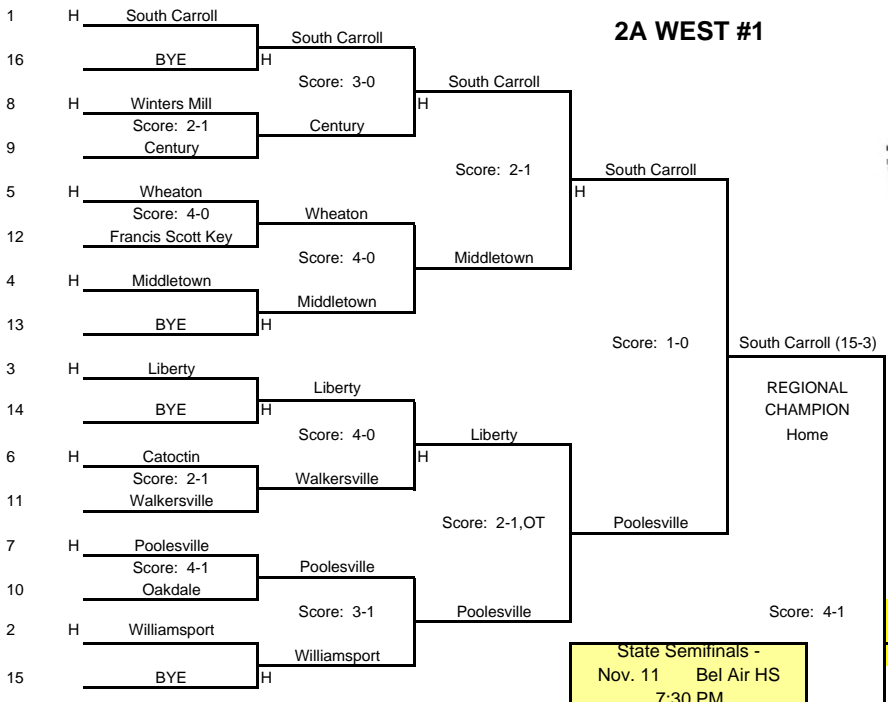 2A WEST #1
1 H South Carroll
South Carroll
16 BYE H
Score: 3-0
South Carroll
8 H Winters Mill
H
Score: 2-1
Century
9 Century
Score: 2-1
South Carroll
5 H Wheaton
H
Score: 4-0
Wheaton
12 Francis Scott Key
Score: 4-0
Middletown
4 H Middletown
Middletown
13 BYE H
Score: 1-0
South Carroll (15-3)
3 H Liberty
Liberty
REGIONAL
14 BYE H
CHAMPION
Score: 4-0
Liberty
Home
6 H Catoctin
H
Score: 2-1
Walkersville
11 Walkersville
Score: 2-1,OT
Poolesville
7 H Poolesville
Score: 4-1
Poolesville
10 Oakdale
Score: 3-1
Poolesville
Score: 4-1
2 H Williamsport
Williamsport
State Semifinals -
15 BYE H
Nov. 11 Bel Air HS
7:30 PM